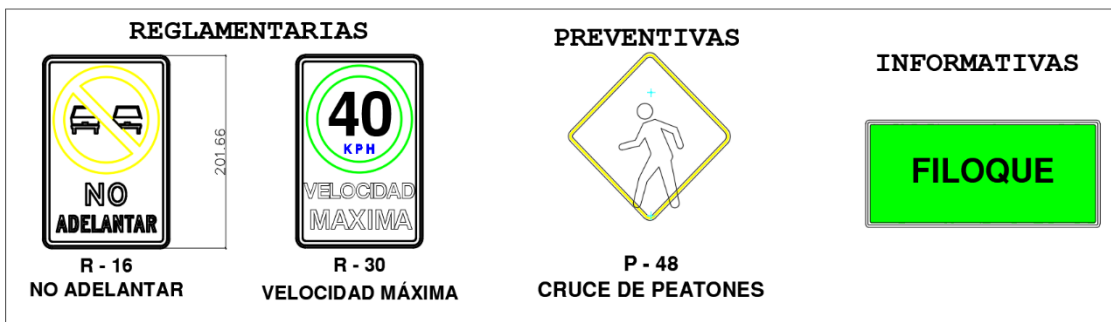 REGLAMENTARIAS
NO
ADELANTAR
201.66
R - 16
NO ADELANTAR
40
KPH
VELOCIDAD
MAXIMA
R - 30
VELOCIDAD MÁXIMA
PREVENTIVAS
P - 48
CRUCE DE PEATONES
INFORMATIVAS
FILOQUE